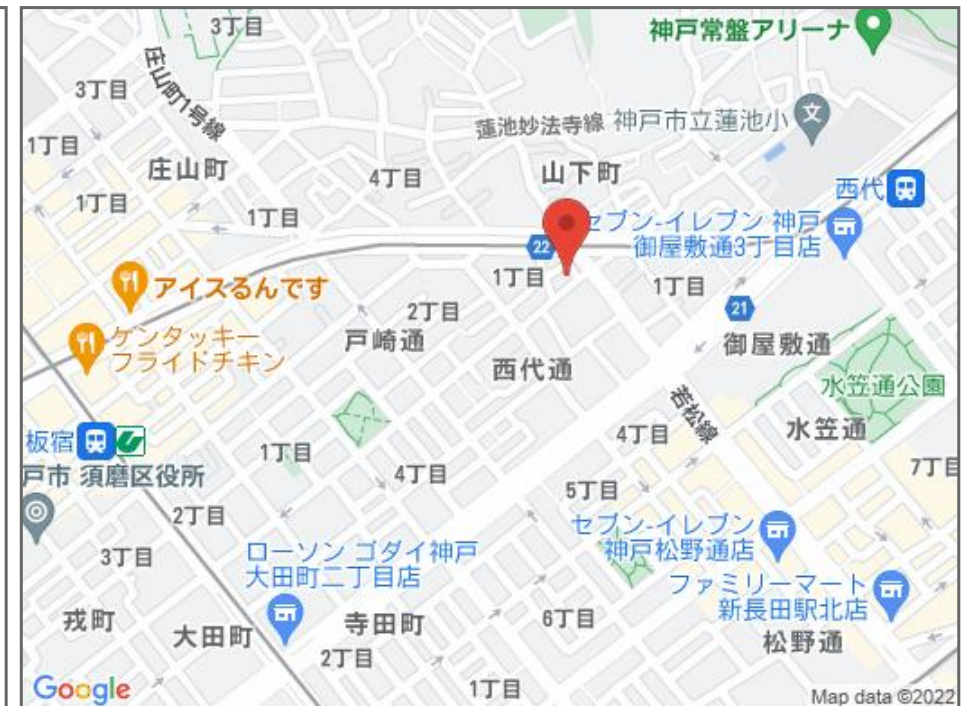 3丁目
神戸常盤アリーナ
3丁目
庄山町1号線
蓮池妙法寺線
神戸市立蓮池小
1丁目
庄山町
4丁目
山下町
西代
1丁目
1丁目
セブン-イレブン 神戸
御屋敷通3丁目店
22
1丁目
1丁目
アイスるんです
2丁目
21
ケンタッキー
フライドチキン
戸崎通
御屋敷通
西代通
水笠通公園
若松線
水笠通
板宿
1丁目
4丁目
4丁目
7丁目
戸市 須磨区役所
5丁目
2丁目
セブン-イレブン
神戸松野通店
3丁目
ローソン ゴダイ神戸
大田町二丁目店
ファミリーマート
新長田駅北店
戎町
大田町
寺田町
6丁目
松野通
2丁目
Google
1丁目
Map data ©2022